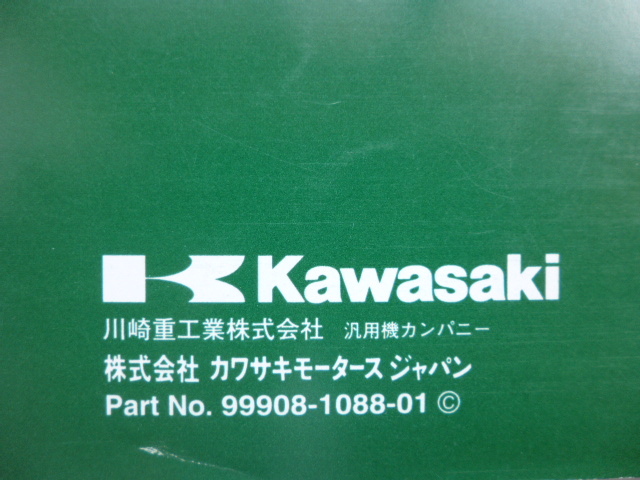 Kawasaki
川崎重工業株式会社 汎用機カンパニー
株式会社 カワサキモータースジャパン
Part No. 99908-1088-01 ©